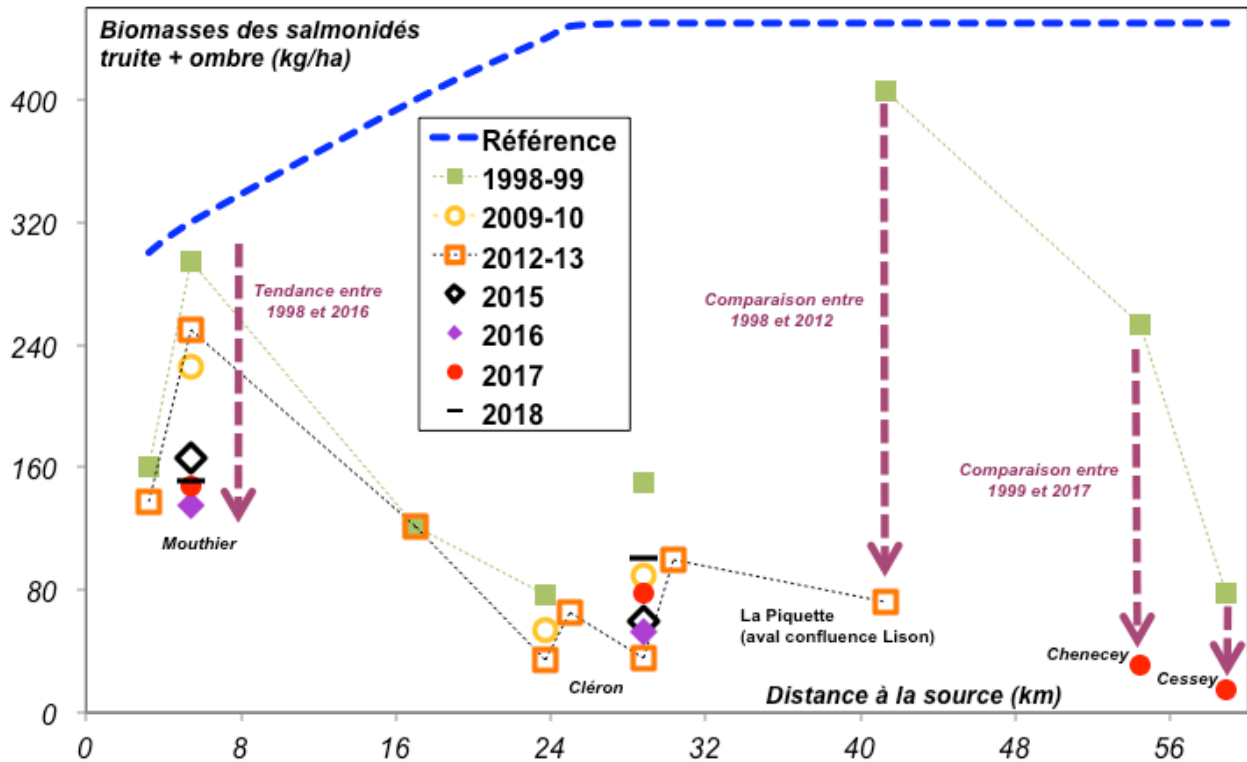 Biomasses des salmonidés
truite + ombre (kg/ha)
400
320
240
160
80
0
Référence
1998-99
2009-10
2012-13
2015
2016
2017
2018
Tendance entre
1998 et 2016
Comparaison entre
1998 et 2012
Comparaison entre
1999 et 2017
Mouthier
Cléron
La Piquette
(aval confluence Lison)
Chenecey
Cessey
Distance à la source (km)
0 8 16 24 32 40 48 56